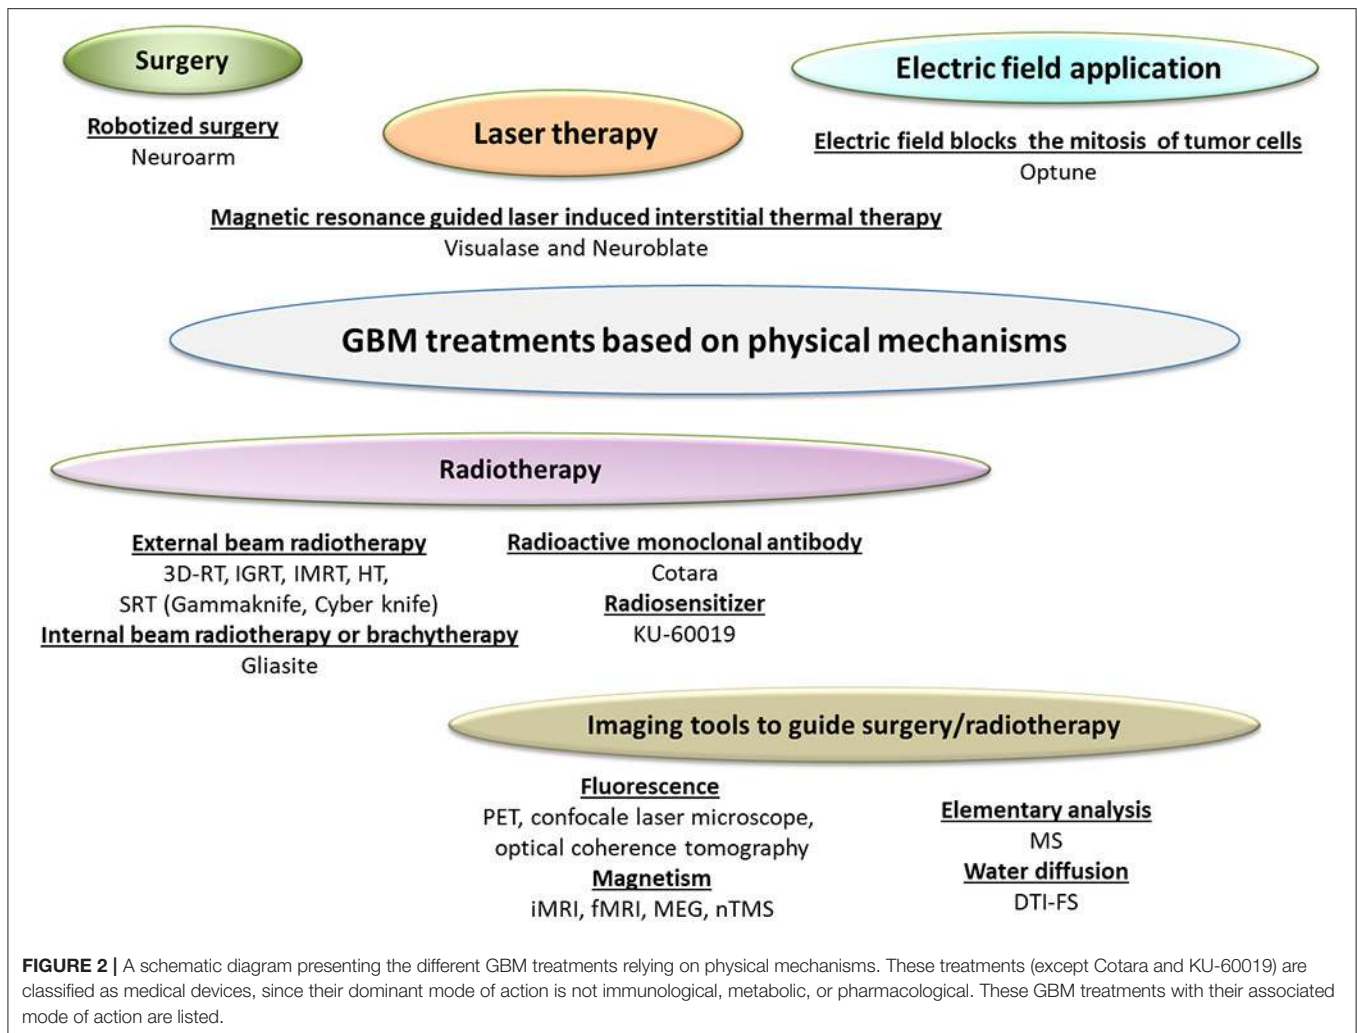 Surgery
Robotized surgery
Neuroarm
Laser therapy
Magnetic resonance guided laser induced interstitial thermal therapy
Visualase and Neuroblate
Electric field application
Electric field blocks the mitosis of tumor cells
Optune
GBM treatments based on physical mechanisms
Radiotherapy
External beam radiotherapy
3D-RT, IGRT, IMRT, HT,
SRT (Gammaknife, Cyber knife)
Internal beam radiotherapy or brachytherapy
Gliasite
Radioactive monoclonal antibody
Cotara
Radiosensitizer
KU-60019
Imaging tools to guide surgery/radiotherapy
Fluorescence
PET, confocale laser microscope,
optical coherence tomography
Magnetism
iMRI, fMRI, MEG, nTMS
Elementary analysis
MS
Water diffusion
DTI-FS
FIGURE 2 | A schematic diagram presenting the different GBM treatments relying on physical mechanisms. These treatments (except Cotara and KU-60019) are
classified as medical devices, since their dominant mode of action is not immunological, metabolic, or pharmacological. These GBM treatments with their associated
mode of action are listed.